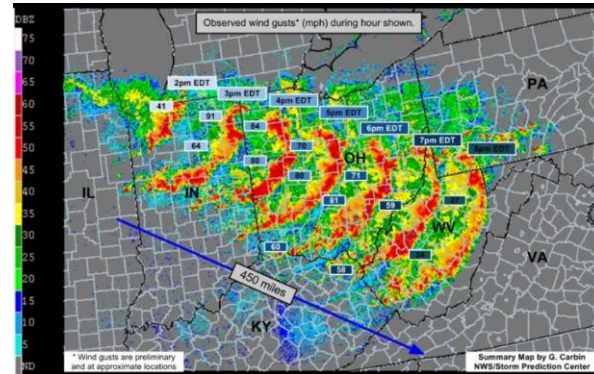 DBZ
75
70
65
60
55
50
45
40
35
30
25
20
15
10
5
ND
Observed wind gusts* (mph) during hour shown.
2pm EDT
3pm EDT
4pm EDT
5pm EDT
6pm EDT
7pm EDT
8pm EDT
PA
41
91
64
70
OH
80
71
IL
IN
81
59
37
WV
60
58
VA
450 miles
KY
* Wind gusts are preliminary
and at approximate locations
Summary Map by G. Carbin
NWS/Storm Prediction Center